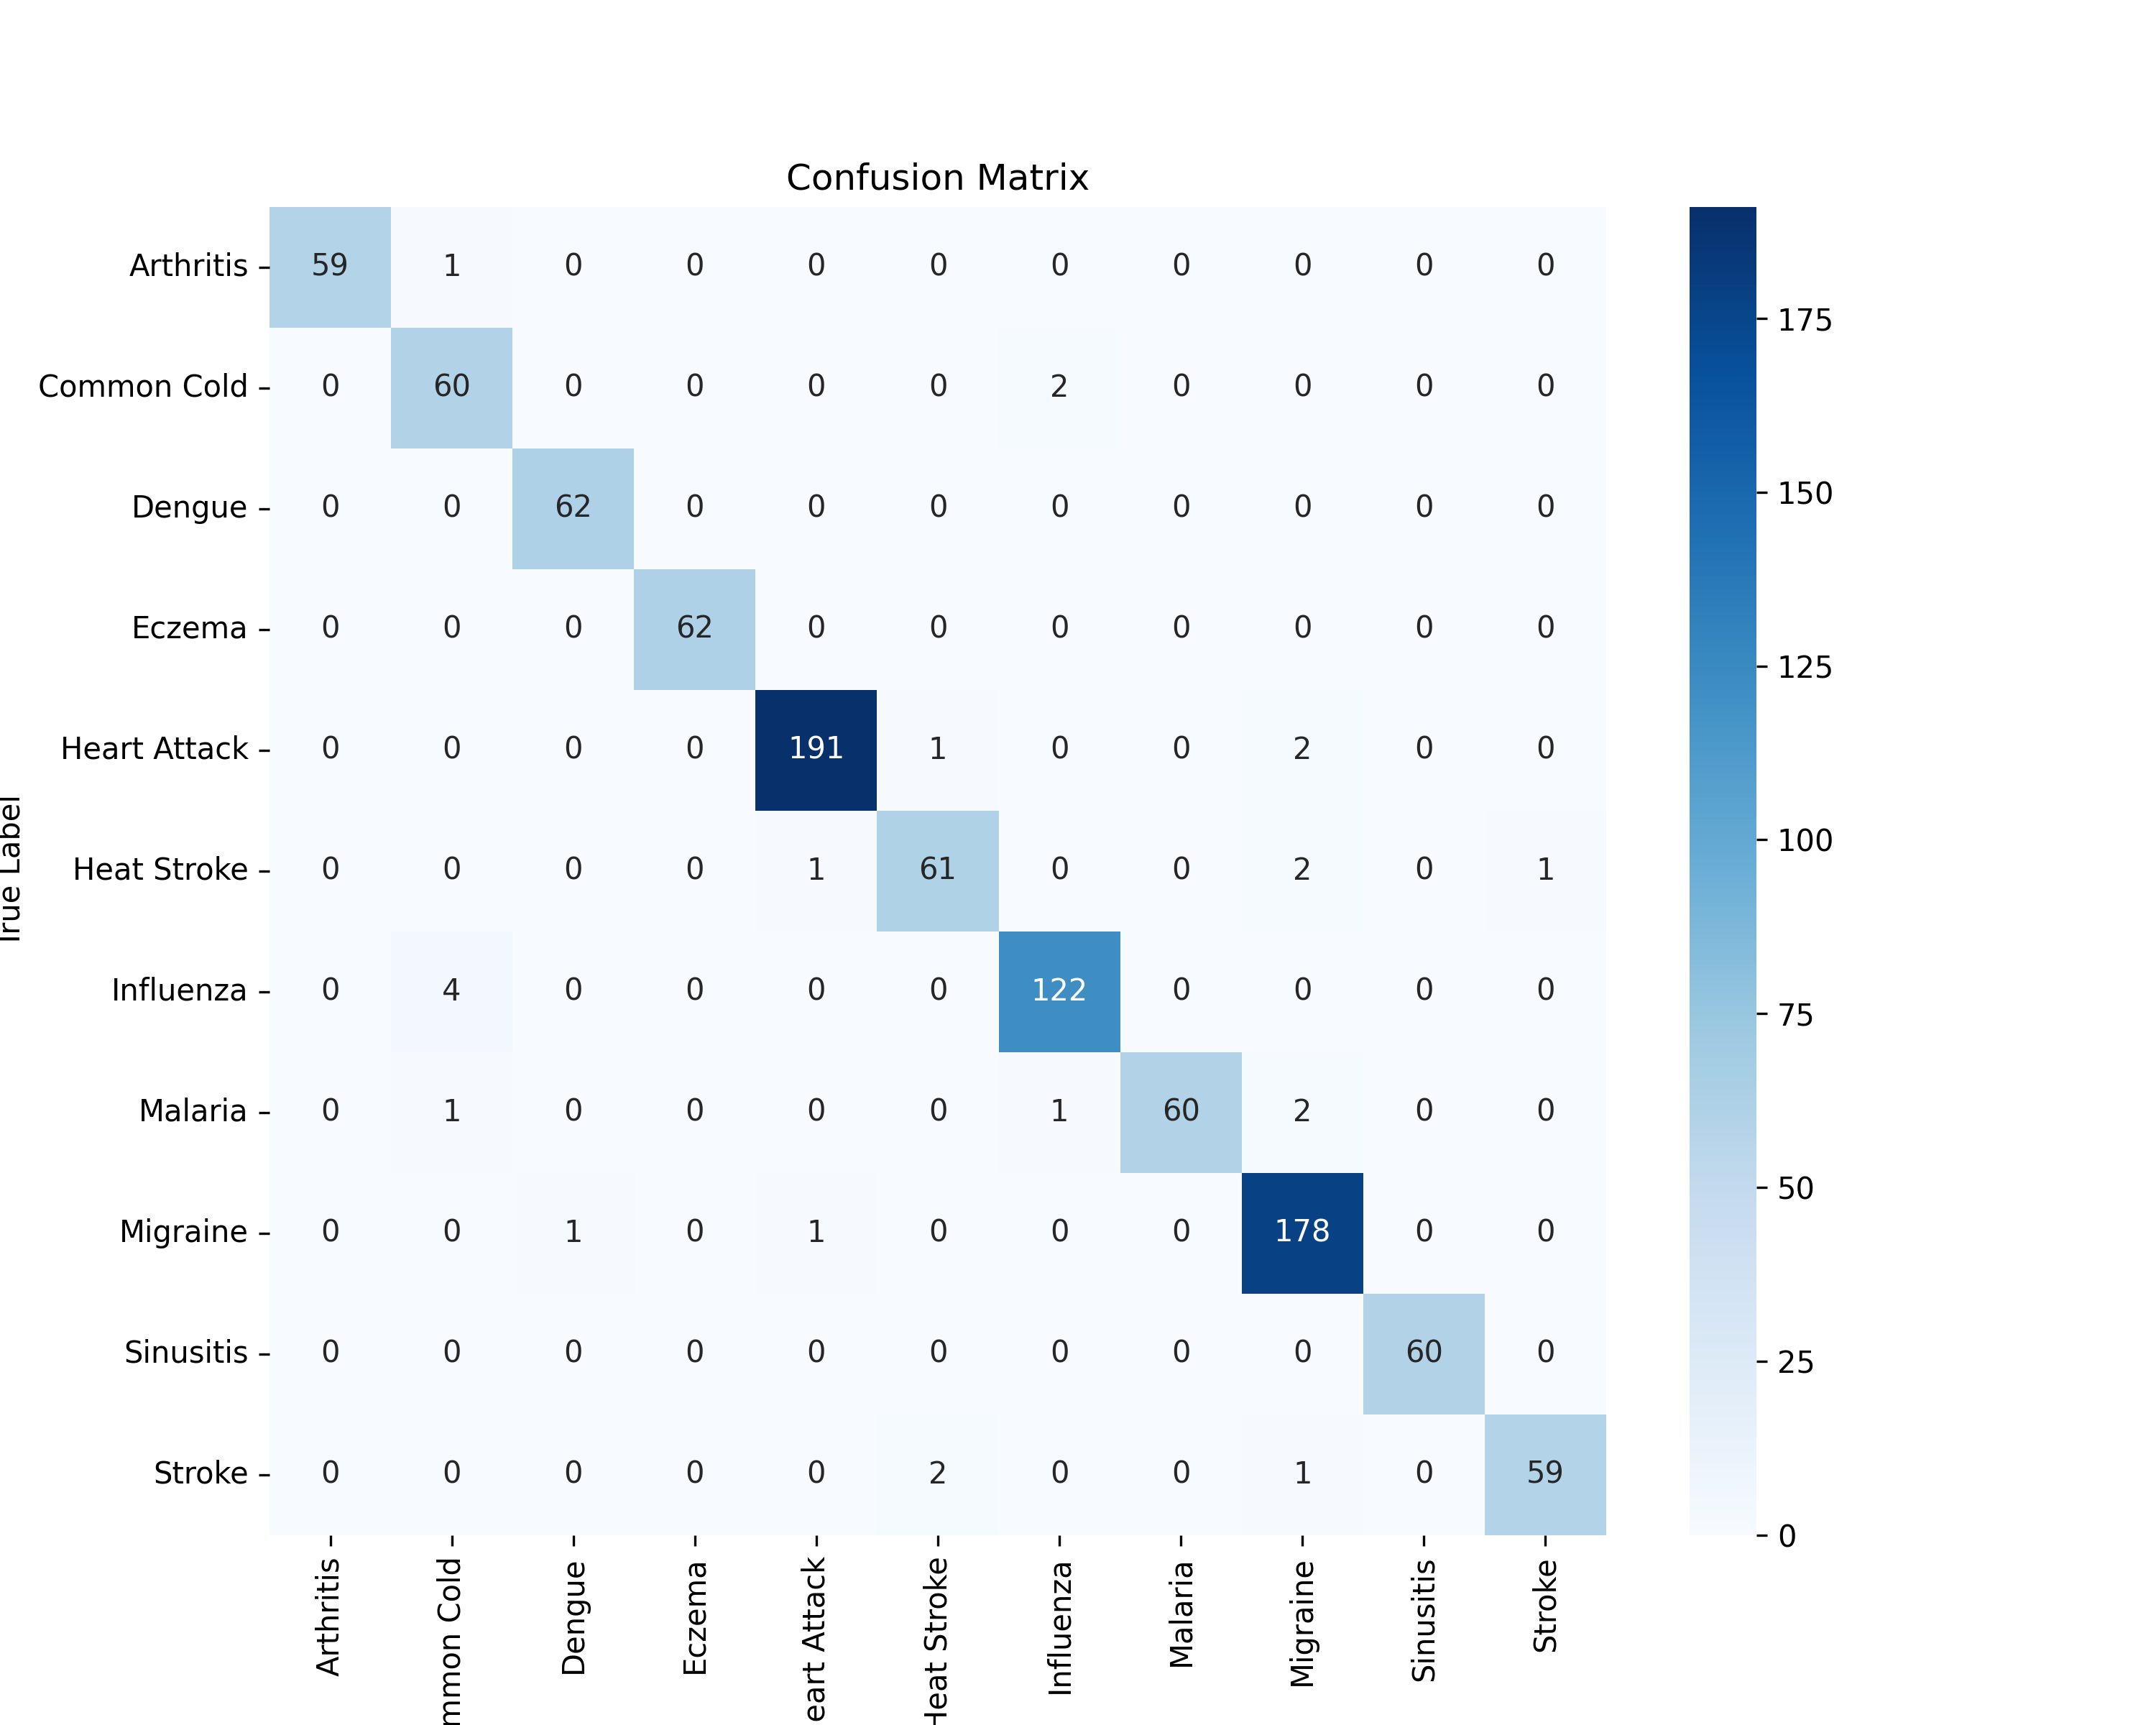 Confusion Matrix
Arthritis 59 1 0 0 0 0 0 0 0 0 0
Common Cold 0 60 0 0 0 0 2 0 0 0 0
Dengue 0 0 62 0 0 0 0 0 0 0 0
Eczema 0 0 0 62 0 0 0 0 0 0 0
Heart Attack 0 0 0 0 191 1 0 0 2 0 0
Heat Stroke 0 0 0 0 1 61 0 0 2 0 1
Influenza 0 4 0 0 0 0 122 0 0 0 0
Malaria 0 1 0 0 0 0 1 60 2 0 0
Migraine 0 0 1 0 1 0 0 0 178 0 0
Sinusitis 0 0 0 0 0 0 0 0 0 60 0
Stroke 0 0 0 0 0 2 0 0 1 0 59
True Label
Arthritis
mmon Cold
Dengue
Eczema
eart Attack
Heat Stroke
Influenza
Malaria
Migraine
Sinusitis
Stroke
175
150
125
100
75
50
25
0